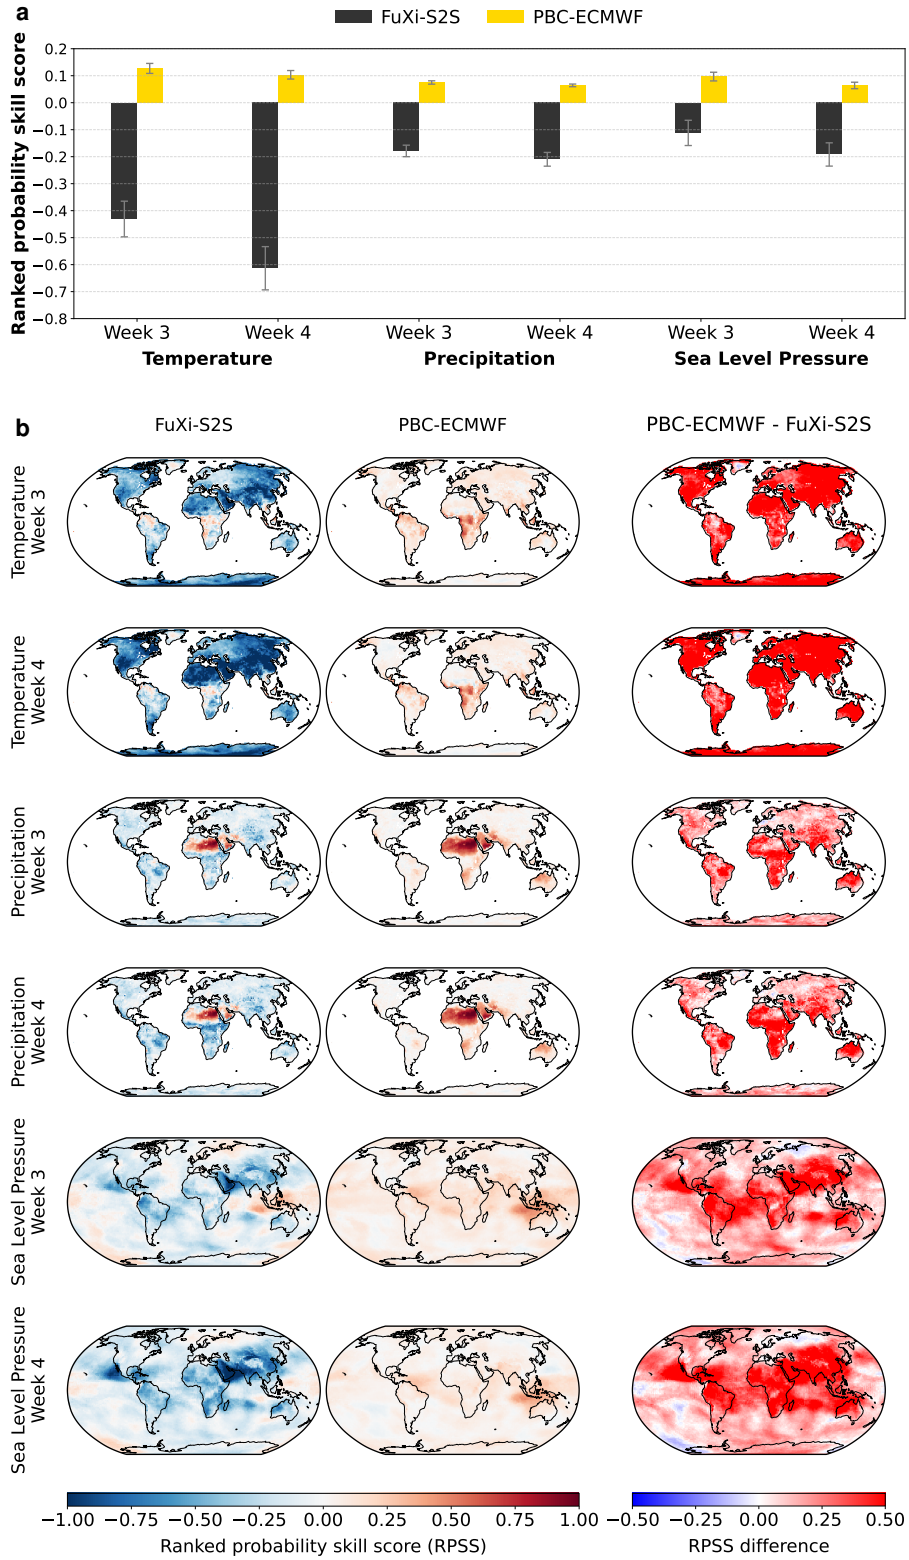 a
FuXi-S2S PBC-ECMWF
Ranked probability skill score
0.2
0.1
0.0
−0.1
−0.2
−0.3
−0.4
−0.5
−0.6
−0.7
−0.8
Week 3 Week 4 Week 3 Week 4 Week 3 Week 4
Temperature Precipitation Sea Level Pressure
b
FuXi-S2S PBC-ECMWF PBC-ECMWF - FuXi-S2S
Temperature
Week 3
Temperature
Week 4
Precipitation
Week 3
Precipitation
Week 4
Sea Level Pressure
Week 3
Sea Level Pressure
Week 4
−1.00 −0.75 −0.50 −0.25 0.00 0.25 0.50 0.75 1.00 −0.50 −0.25 0.00 0.25 0.50
Ranked probability skill score (RPSS) RPSS difference